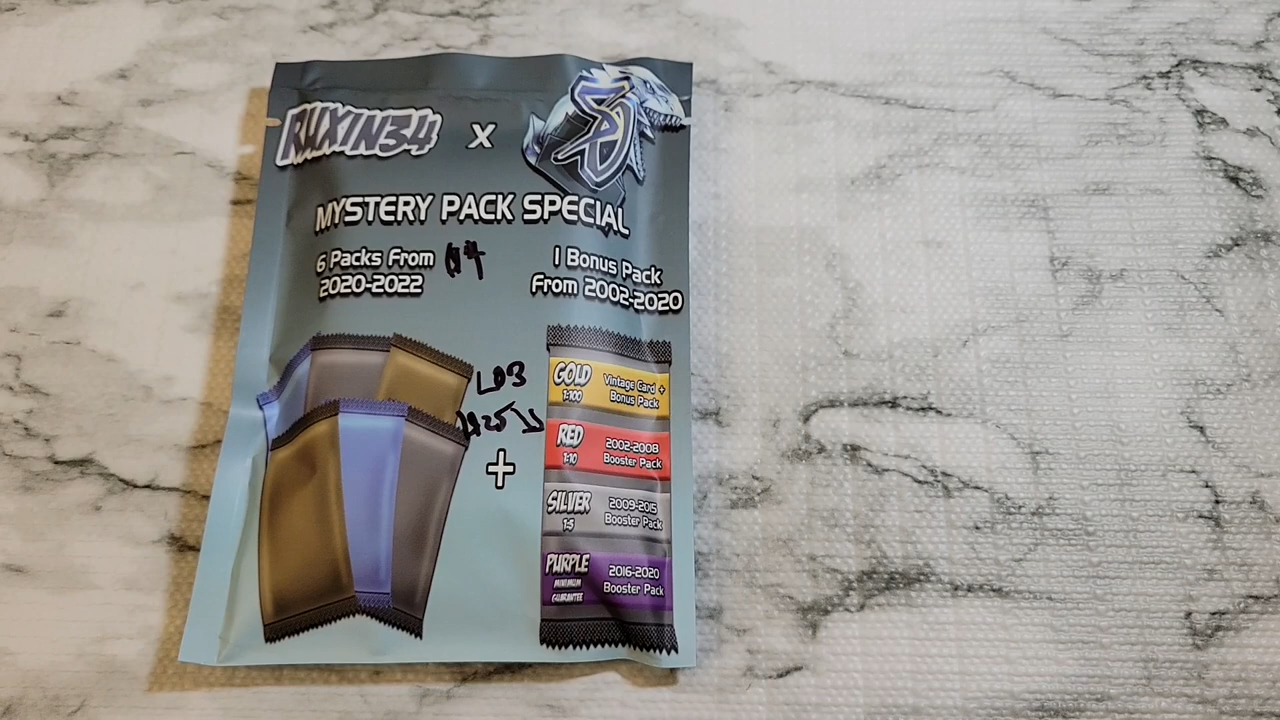 RUXIN34 X
MYSTERY PACK SPECIAL
6 Packs From
2020-2022
1 Bonus Pack
From 2002-2020
+
GOLD
1:100
Vintage Card +
Bonus Pack
RED
1:10
2002-2008
Booster Pack
SILVER
1:5
2009-2015
Booster Pack
PURPLE
MINIMUM
GUARANTEE
2016-2020
Booster Pack